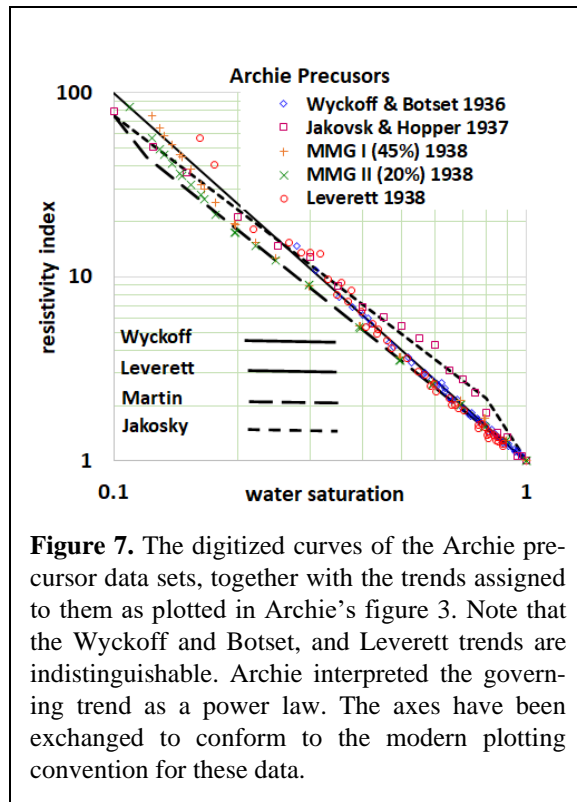 Archie Precusors
100
Wyckoff & Botset 1936
Jakovsk & Hopper 1937
MMG I (45%) 1938
MMG II (20%) 1938
Leverett 1938
resistivity index
10
Wyckoff
Leverett
Martin
Jakosky
1
0.1
water saturation
1
Figure 7. The digitized curves of the Archie pre-
cursor data sets, together with the trends assigned
to them as plotted in Archie's figure 3. Note that
the Wyckoff and Botset, and Leverett trends are
indistinguishable. Archie interpreted the govern-
ing trend as a power law. The axes have been
exchanged to conform to the modern plotting
convention for these data.